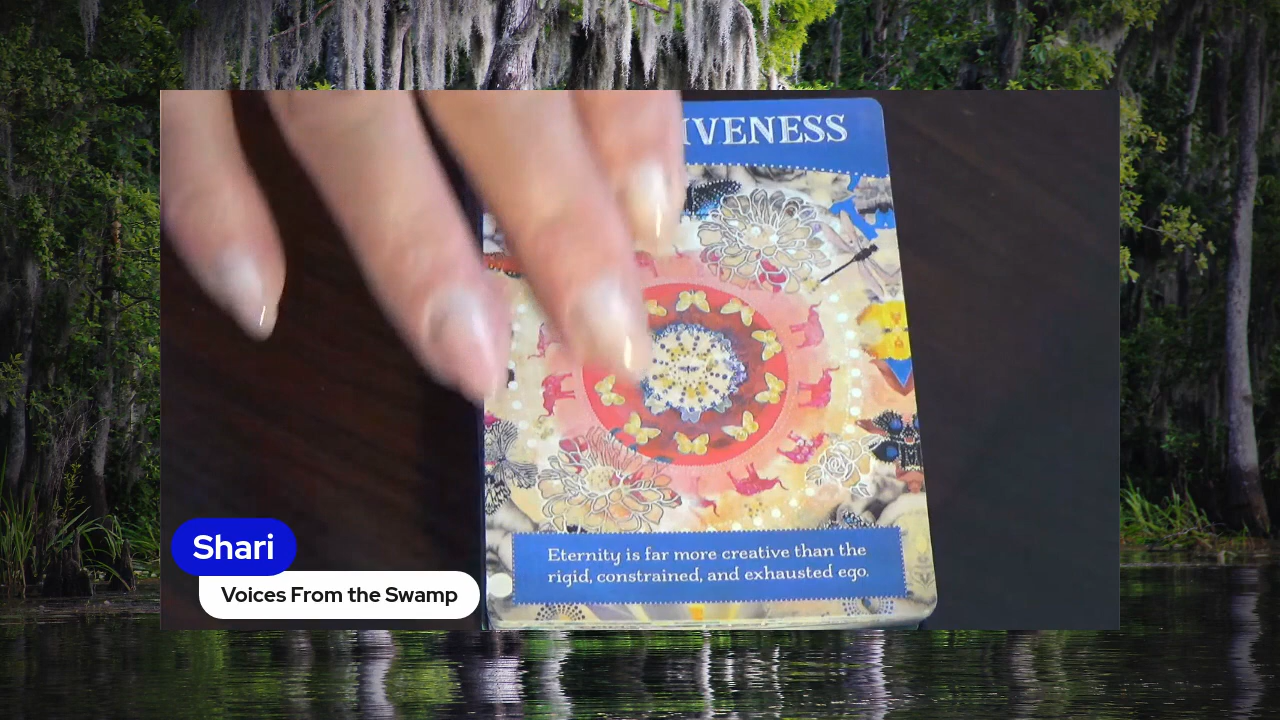 IVENESS
Eternity is far more creative than the
rigid, constrained, and exhausted ego.
Shari
Voices From the Swamp